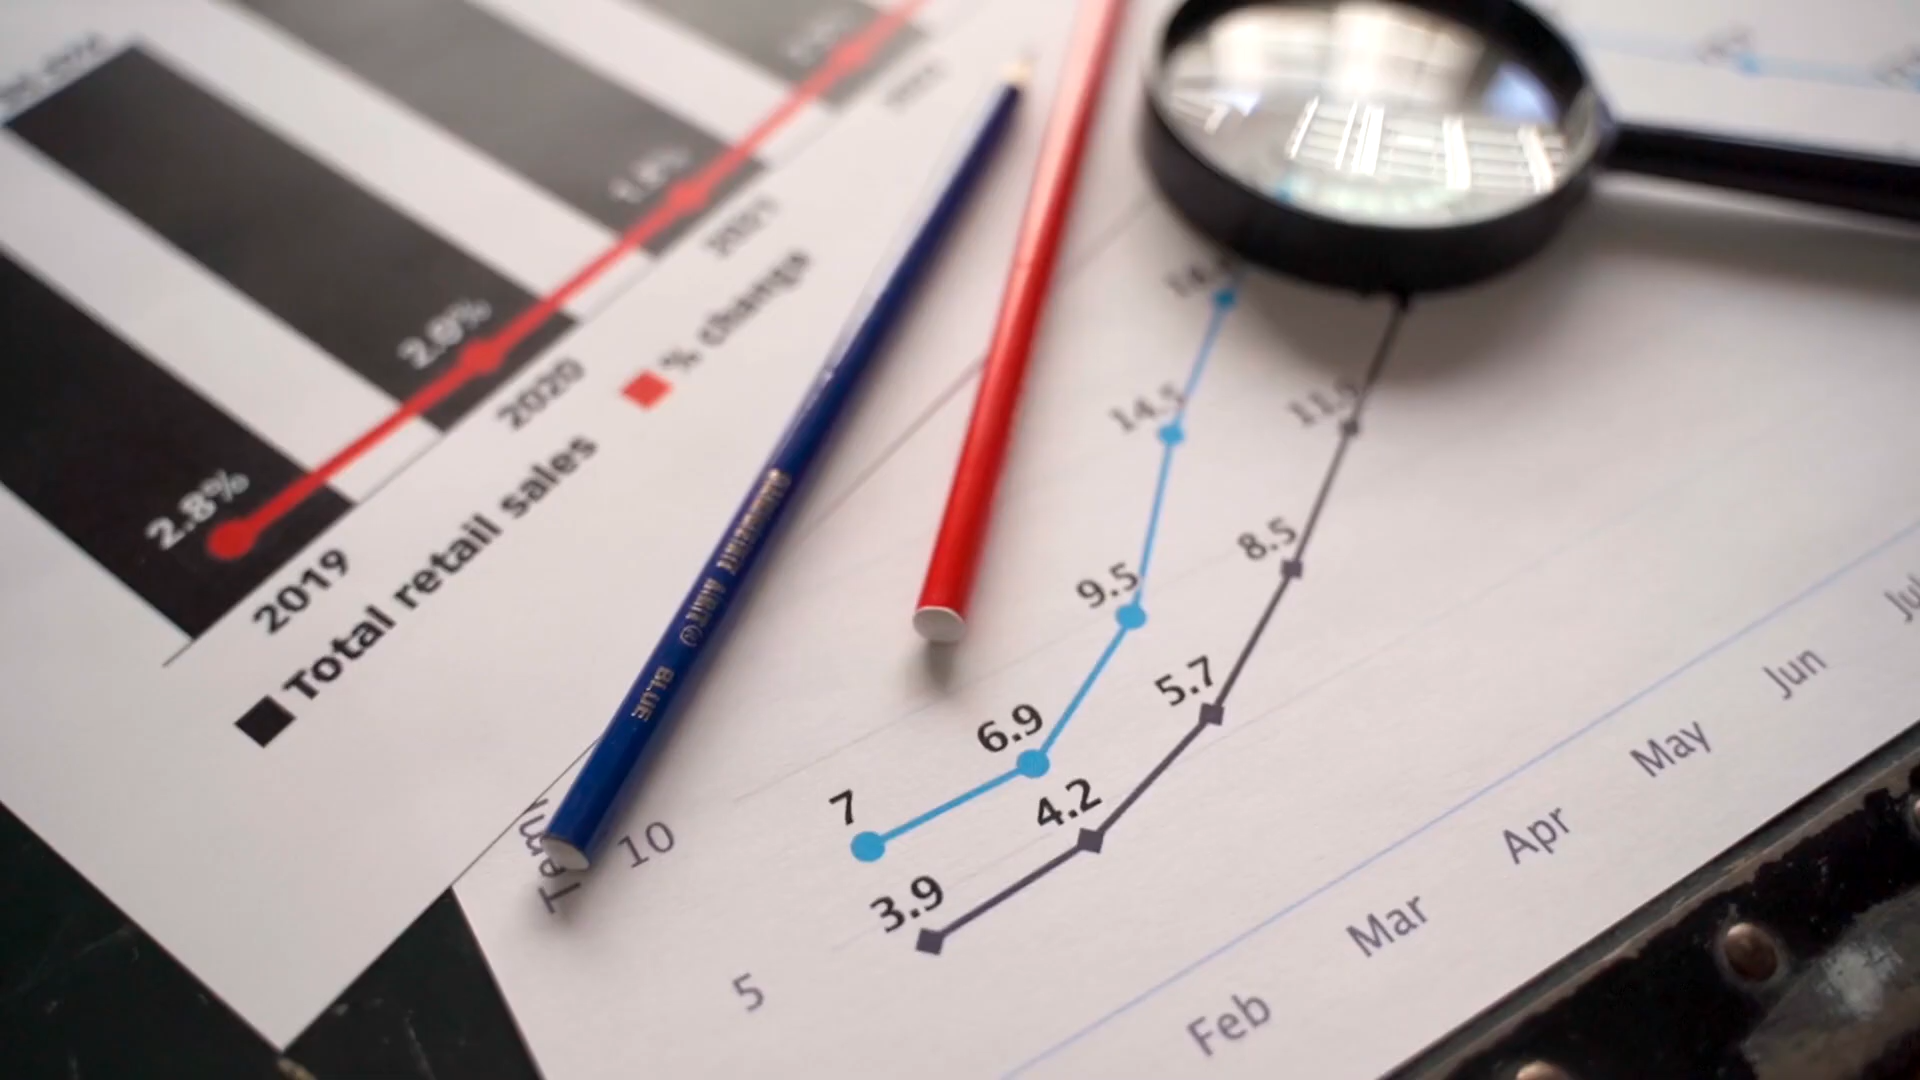 2.8%
2.0%
2019
2020
2021
Total retail sales
% change
BLUE
14.5
9.5
6.9
7
8.5
5.7
4.2
3.9
10
5
Feb
Mar
Apr
May
Jun